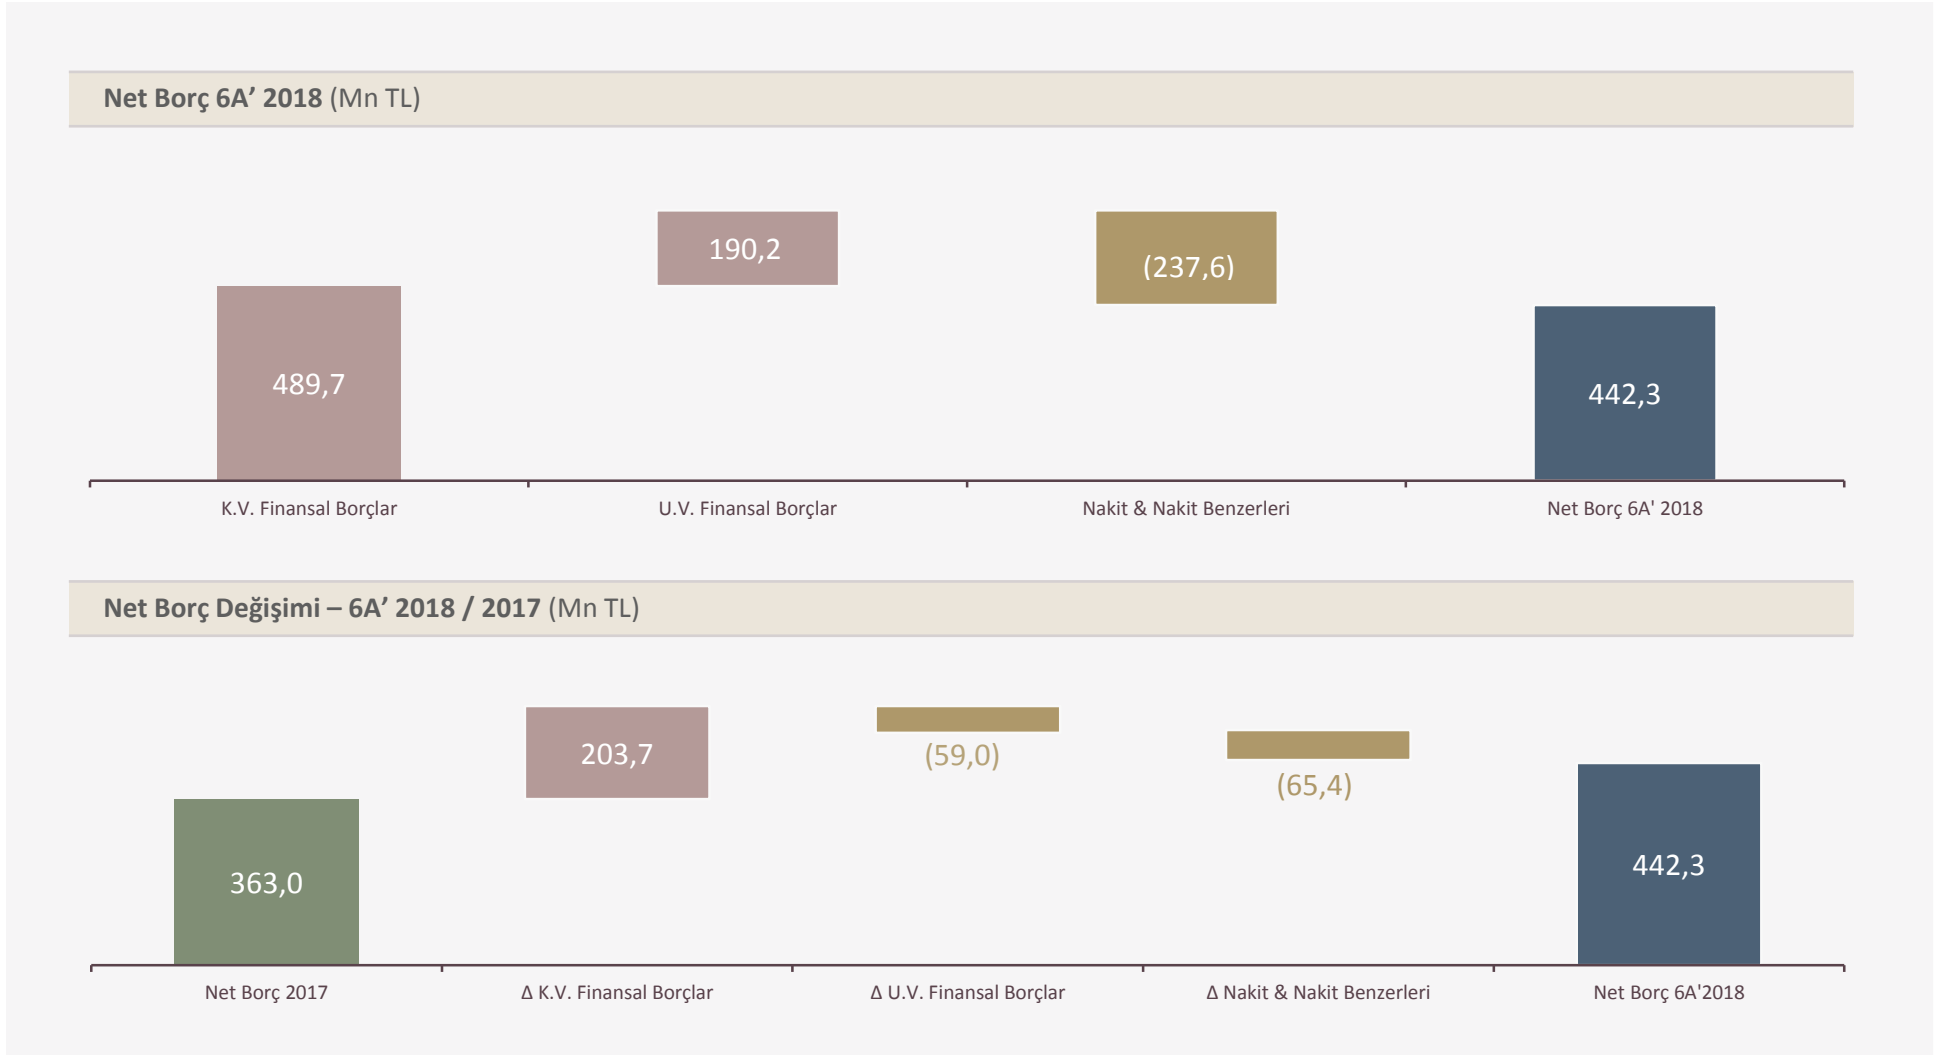 Net Borç 6A’ 2018 (Mn TL)
190,2
(237,6)
489,7
442,3
K.V. Finansal Borçlar
U.V. Finansal Borçlar
Nakit & Nakit Benzerleri
Net Borç 6A' 2018
Net Borç Değişimi – 6A’ 2018 / 2017 (Mn TL)
203,7
(59,0)
(65,4)
363,0
442,3
Net Borç 2017
Δ K.V. Finansal Borçlar
Δ U.V. Finansal Borçlar
Δ Nakit & Nakit Benzerleri
Net Borç 6A'2018